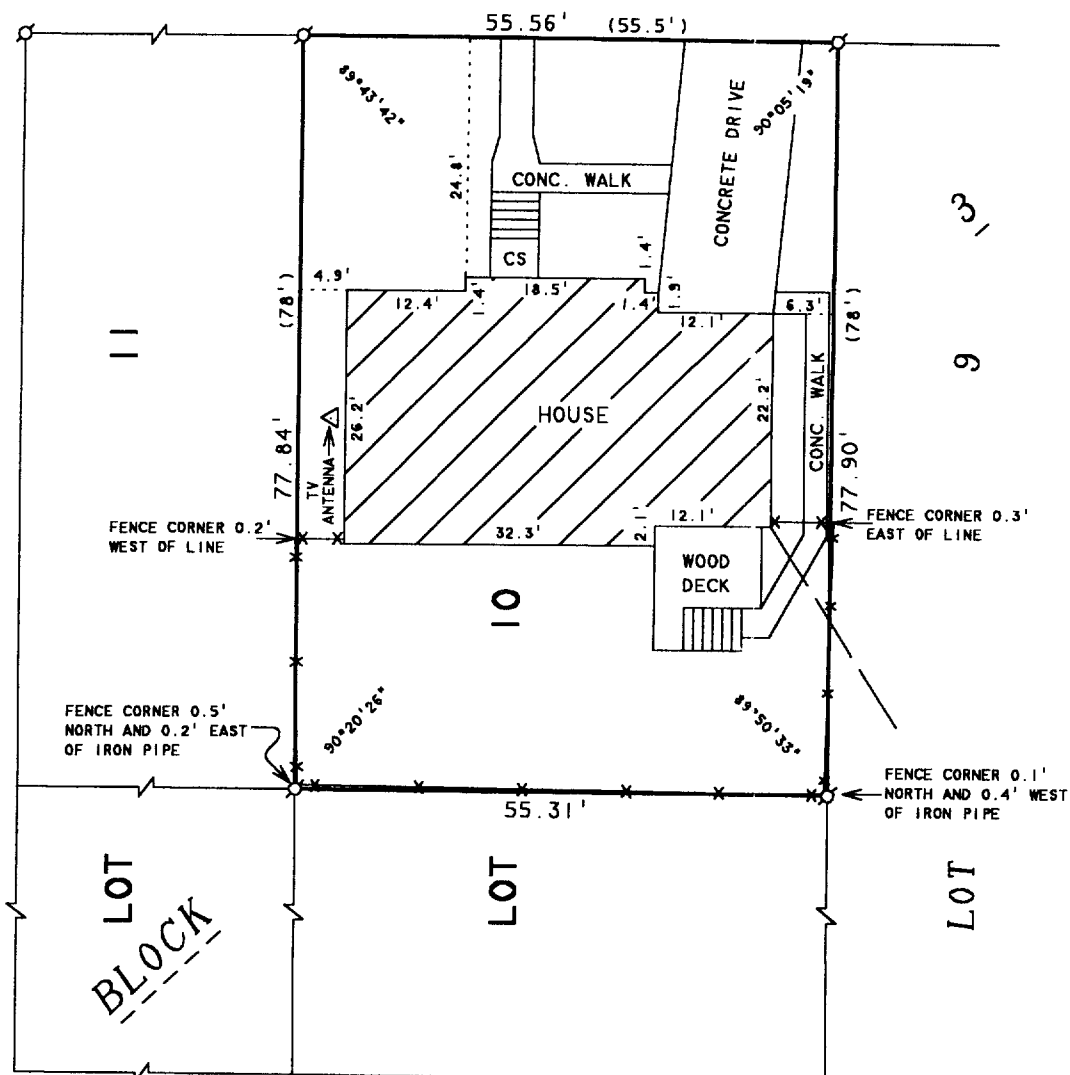 55.56' (55.5')
89°43'42"
90°05'19"
CONCRETE DRIVE
24.8'
CONC. WALK
CS
1.4'
3
4.9'
12.4'
1.4'
18.5'
1.4'
1.9'
12.1'
6.3'
(78')
(78')
11
9
HOUSE
26.2'
22.2'
CONC. WALK
TV
ANTENNA
77.84'
77.90'
FENCE CORNER 0.2'
WEST OF LINE
FENCE CORNER 0.3'
EAST OF LINE
32.3'
2.1'
12.1'
WOOD
DECK
10
FENCE CORNER 0.5'
NORTH AND 0.2' EAST
OF IRON PIPE
90°20'26"
89°50'33"
FENCE CORNER 0.1'
NORTH AND 0.4' WEST
OF IRON PIPE
55.31'
LOT
LOT
LOT
BLOCK